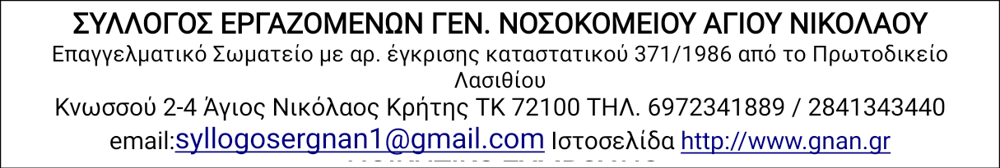 ΣΥΛΛΟΓΟΣ ΕΡΓΑΖΟΜΕΝΩΝ ΓΕΝ. ΝΟΣΟΚΟΜΕΙΟΥ ΑΓΙΟΥ ΝΙΚΟΛΑΟΥ
Επαγγελματικό Σωματείο με αρ. έγκρισης καταστατικού 371/1986 από το Πρωτοδικείο
Λασιθίου
Κνωσσού 2-4 Άγιος Νικόλαος Κρήτης ΤΚ 72100 ΤΗΛ. 6972341889 / 2841343440
email:syllogosergnan1@gmail.com Ιστοσελίδα http://www.gnan.gr